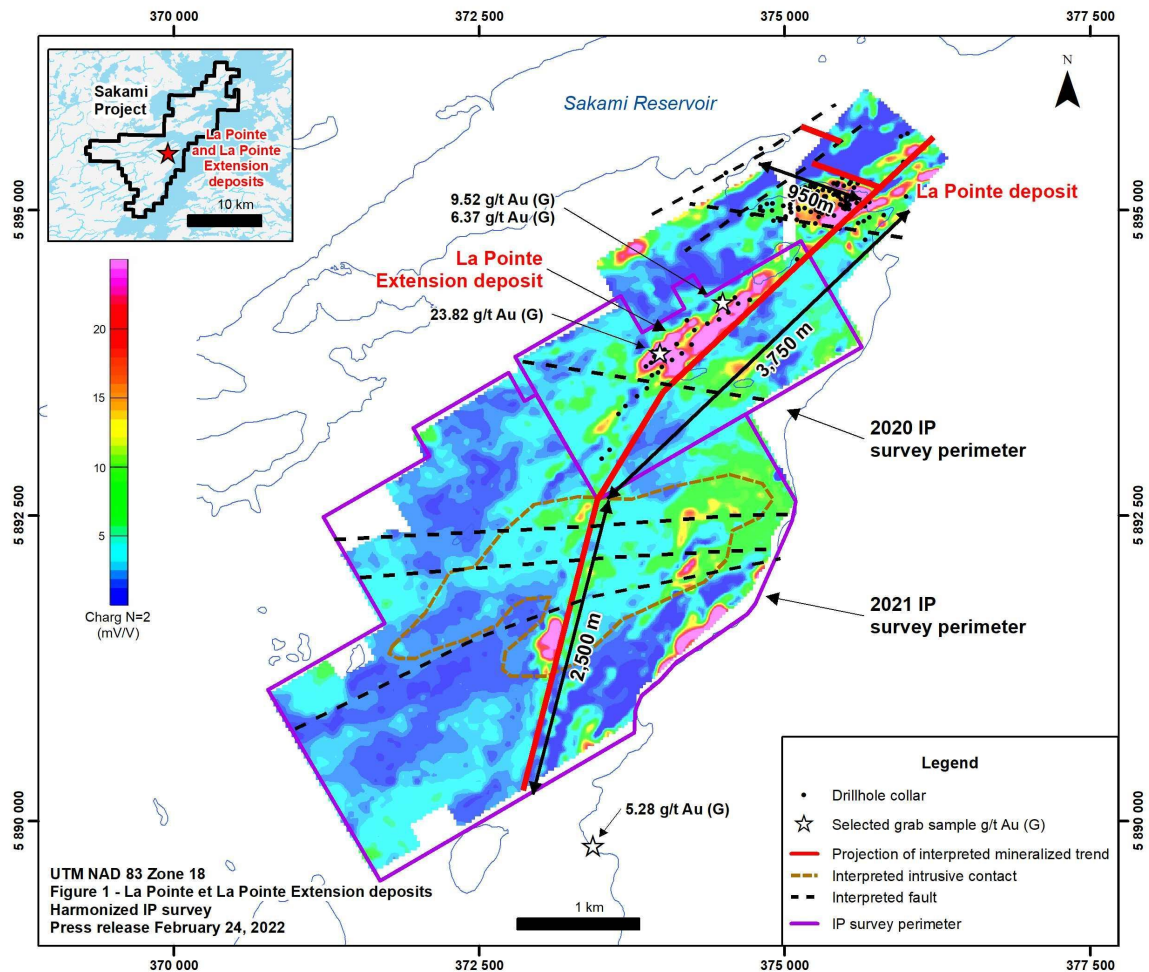 370 000
372 500
375 000
377 500
5 895 000
5 892 500
5 890 000
Sakami
Project
La Pointe
and La Pointe
Extension
deposits
10 km
Sakami Reservoir
N
La Pointe deposit
950m
9.52 g/t Au (G)
6.37 g/t Au (G)
La Pointe
Extension deposit
23.82 g/t Au (G)
3,750 m
2020 IP
survey perimeter
2021 IP
survey perimeter
2,500 m
5.28 g/t Au (G)
20
15
10
5
Charg N=2
(mV/V)
Legend
Drillhole collar
Selected grab sample g/t Au (G)
Projection of interpreted mineralized trend
Interpreted intrusive contact
Interpreted fault
IP survey perimeter
UTM NAD 83 Zone 18
Figure 1 - La Pointe et La Pointe Extension deposits
Harmonized IP survey
Press release February 24, 2022
1 km
5 895 000
5 892 500
5 890 000
370 000
372 500
375 000
377 500